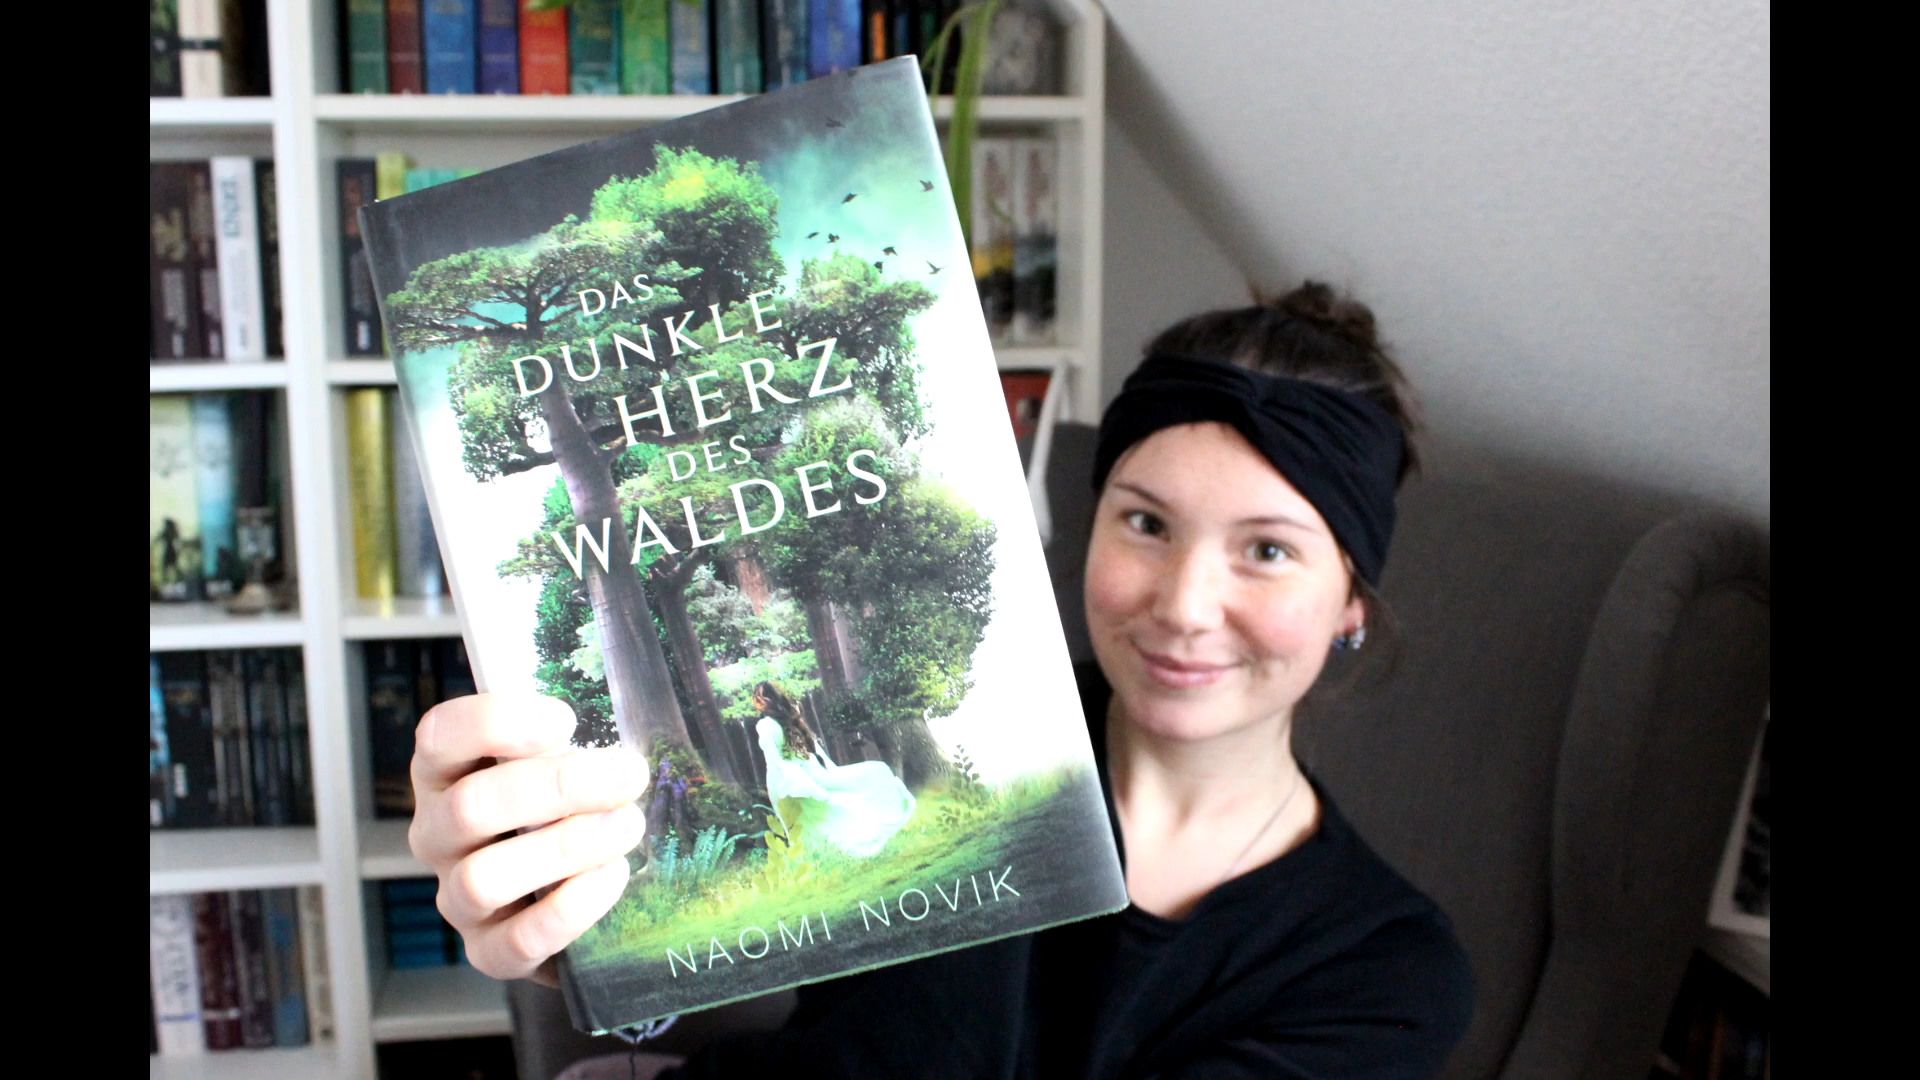 DAS
DUNKLE
HERZ
DES
WALDES
NAOMI NOVIK